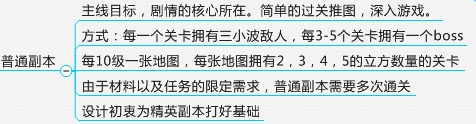 主线目标，剧情的核心所在。简单的过关推图，深入游戏。
方式：每一个关卡拥有三小波敌人，每3-5个关卡拥有一个boss
普通副本
每10级一张地图，每张地图拥有2，3，4，5的立方数量的关卡
由于材料以及任务的限定需求，普通副本需要多次通关
设计初衷为精英副本打好基础